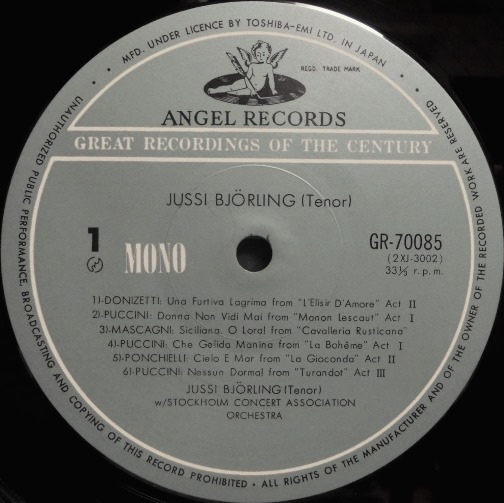 MFD. UNDER LICENCE BY TOSHIBA-EMI LTD. IN JAPAN
REGD. TRADE MARK
ANGEL RECORDS
GREAT RECORDINGS OF THE CENTURY
JUSSI BJÖRLING (Tenor)
1
MONO
GR-70085
(2XJ-3002)
33⅓ r.p.m.
1)-DONIZETTI: Una Furtiva Lagrima from "L'Elisir D'Amore" Act II
2)-PUCCINI: Donna Non Vidi Mai from "Manon Lescaut" Act I
3)-MASCAGNI: Siciliana. O Lora! from "Cavalleria Rusticana"
4)-PUCCINI: Che Gelida Manina from "La Bohême" Act I
5)-PONCHIELLI: Cielo E Mar from "La Gioconda" Act II
6)-PUCCINI: Nessun Dorma! from "Turandot" Act III
JUSSI BJÖRLING (Tenor)
w/STOCKHOLM CONCERT ASSOCIATION
ORCHESTRA
UNAUTHORIZED PUBLIC PERFORMANCE, BROADCASTING AND COPYING OF THIS RECORD PROHIBITED • ALL RIGHTS OF THE MANUFACTURER AND OF THE OWNER OF THE RECORDED WORK ARE RESERVED